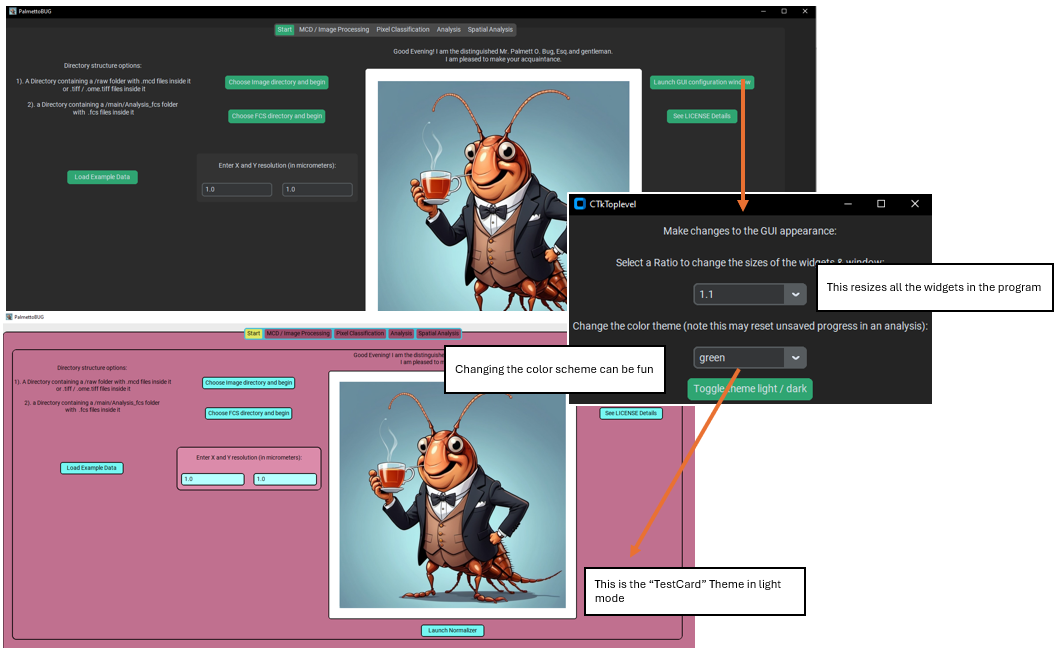 PalmettoBUG
Start MCD / Image Processing Pixel Classification Analysis Spatial Analysis
Good Evening! I am the distinguished Mr. Palmett O. Bug, Esq, and gentleman.
I am pleased to make your acquaintance.
Directory structure options:
1). A Directory containing a /raw folder with .mcd files inside it
or .tiff / .ome.tiff files inside it
2). a Directory containing a /main/Analysis_fcs folder
with .fcs files inside it
Choose Image directory and begin
Choose FCS directory and begin
Launch GUI configuration window
See LICENSE Details
Load Example Data
Enter X and Y resolution (in micrometers):
1.0 1.0
CTkToplevel
Make changes to the GUI appearance:
Select a Ratio to change the sizes of the widgets & window:
1.1
Change the color theme (note this may reset unsaved progress in an analysis):
green
Toggle theme light / dark
This resizes all the widgets in the program
Changing the color scheme can be fun
PalmettoBUG
Start MCD / Image Processing Pixel Classification Analysis Spatial Analysis
Good Evening! I am the distinguishe
I am pleased to m
Directory structure options:
1). A Directory containing a /raw folder with .mcd files inside it
or .tiff / .ome.tiff files inside it
2). a Directory containing a /main/Analysis_fcs folder
with .fcs files inside it
Choose Image directory and begin
Choose FCS directory and begin
See LICENSE Details
Load Example Data
Enter X and Y resolution (in micrometers):
1.0 1.0
Launch Normalizer
This is the “TestCard” Theme in light
mode